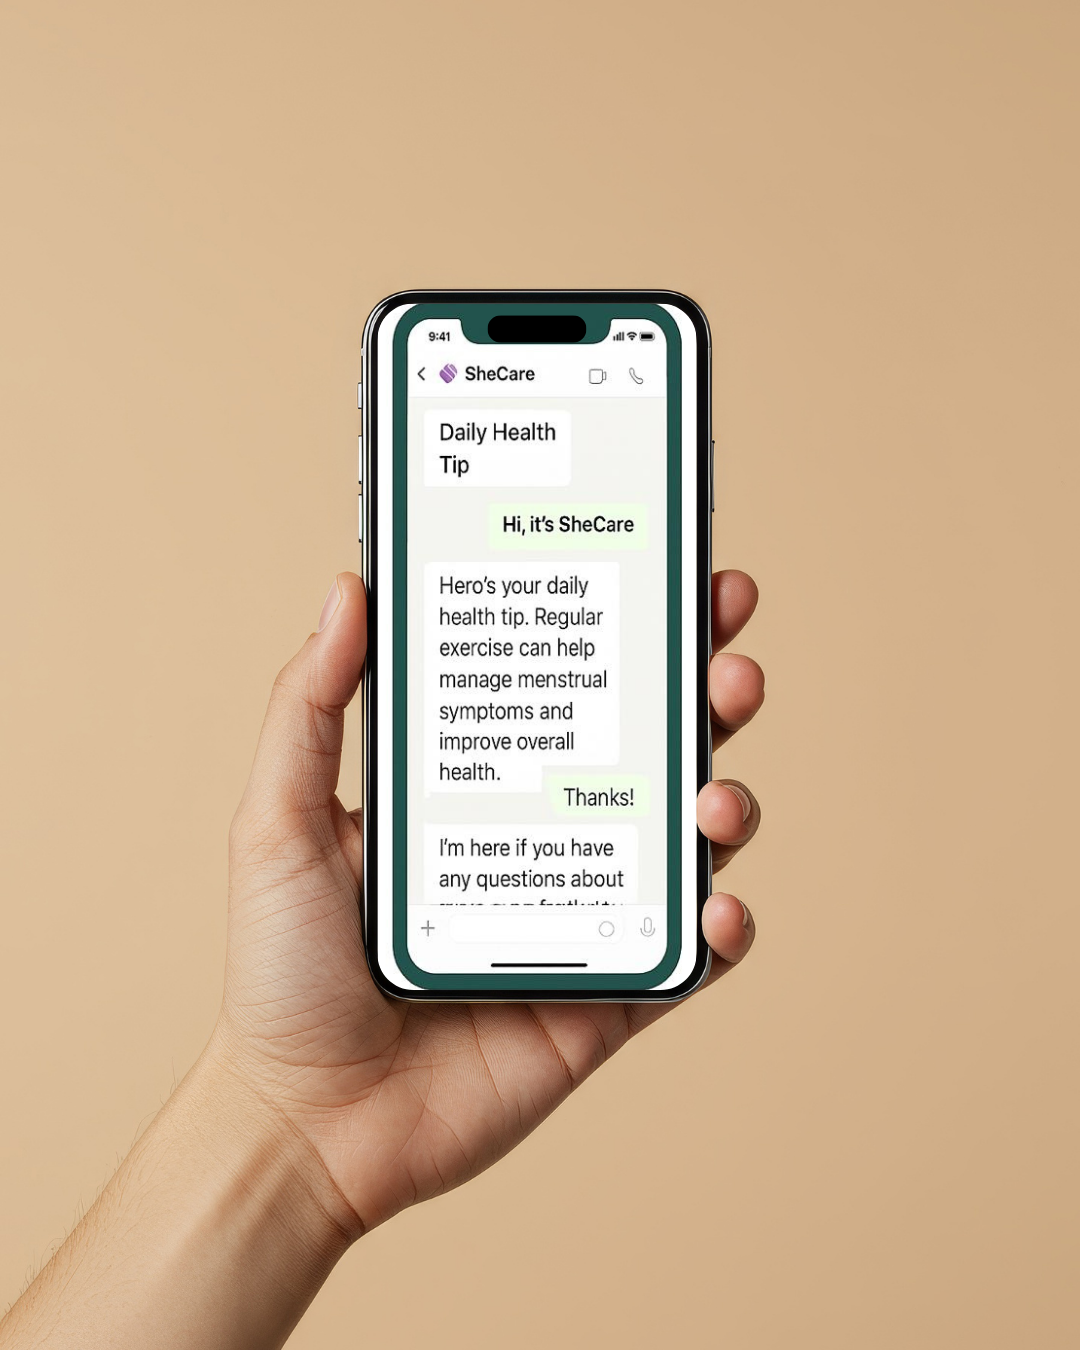 9:41
SheCare
Daily Health
Tip
Hi, it's SheCare
Hero's your daily
health tip. Regular
exercise can help
manage menstrual
symptoms and
improve overall
health.
Thanks!
I'm here if you have
any questions about